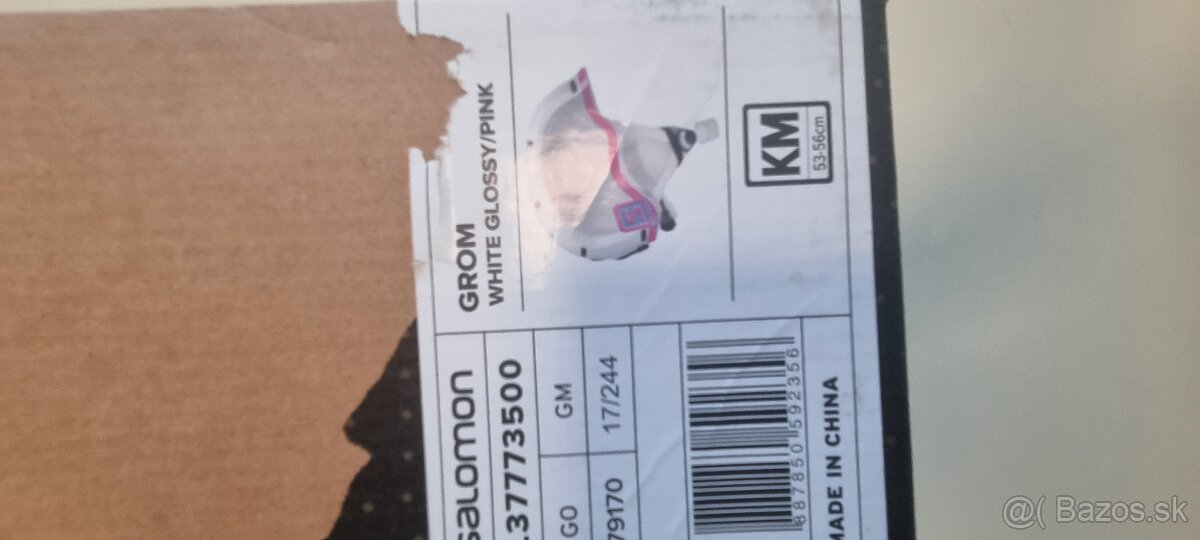 GROM
WHITE GLOSSY/PINK
KM
53-56cm
SALOMON
.37773500
GO GM
79170 17/244
887850 592356
MADE IN CHINA
@( Bazos.sk